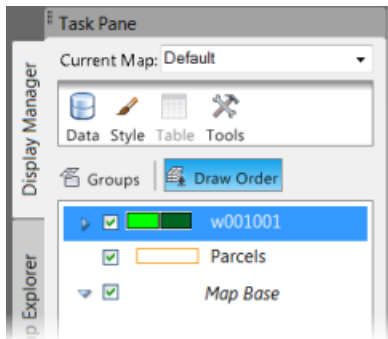 Task Pane
Current Map: Default
Display Manager
Data Style Table Tools
Groups Draw Order
w001001
Parcels
Map Base
Explorer